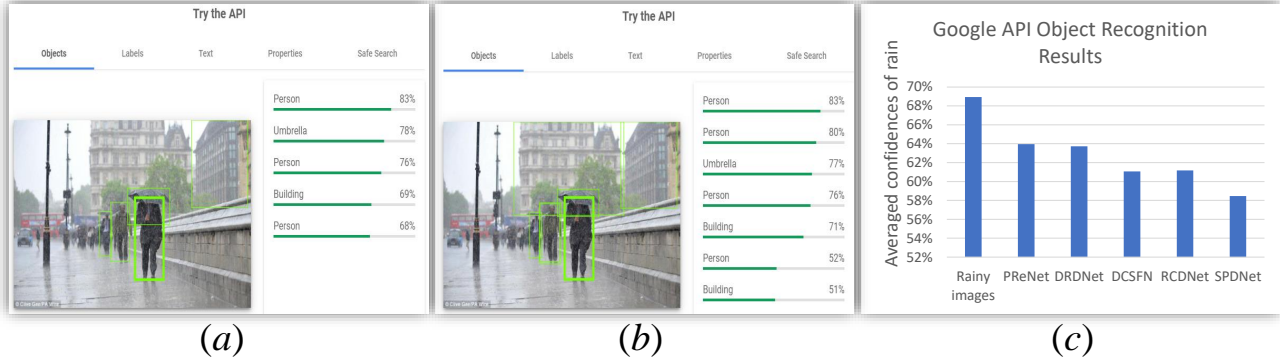 Try the API
Objects Labels Text Properties Safe Search
Person 83%
Umbrella 78%
Person 76%
Building 69%
Person 68%
(a)
Try the API
Objects Labels Text Properties Safe Search
Person 83%
Person 80%
Umbrella 77%
Person 76%
Building 71%
Person 52%
Building 51%
(b)
Google API Object Recognition
Results
Averaged confidences of rain
70%
68%
66%
64%
62%
60%
58%
56%
54%
52%
Rainy images PReNet DRDNet DCSFN RCDNet SPDNet
(c)